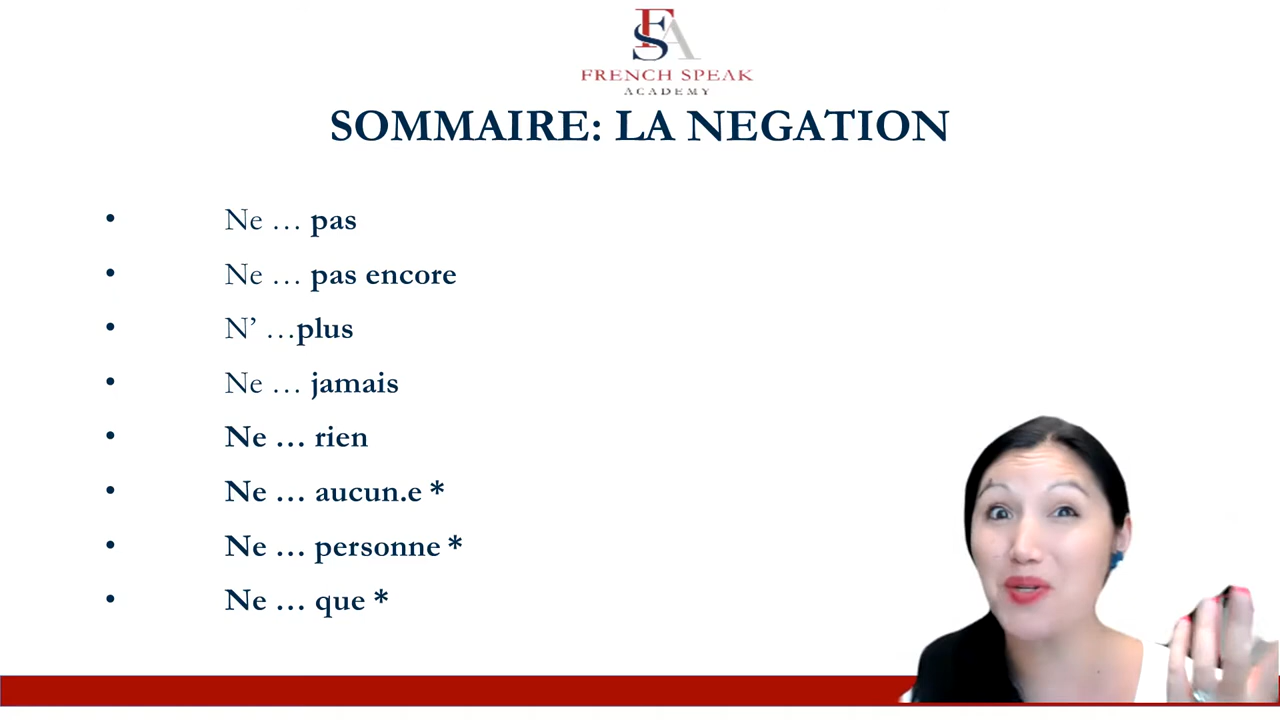 FSA
FRENCH SPEAK
ACADEMY
SOMMAIRE: LA NEGATION
• Ne … pas
• Ne … pas encore
• N’ …plus
• Ne … jamais
• Ne … rien
• Ne … aucun.e *
• Ne … personne *
• Ne … que *